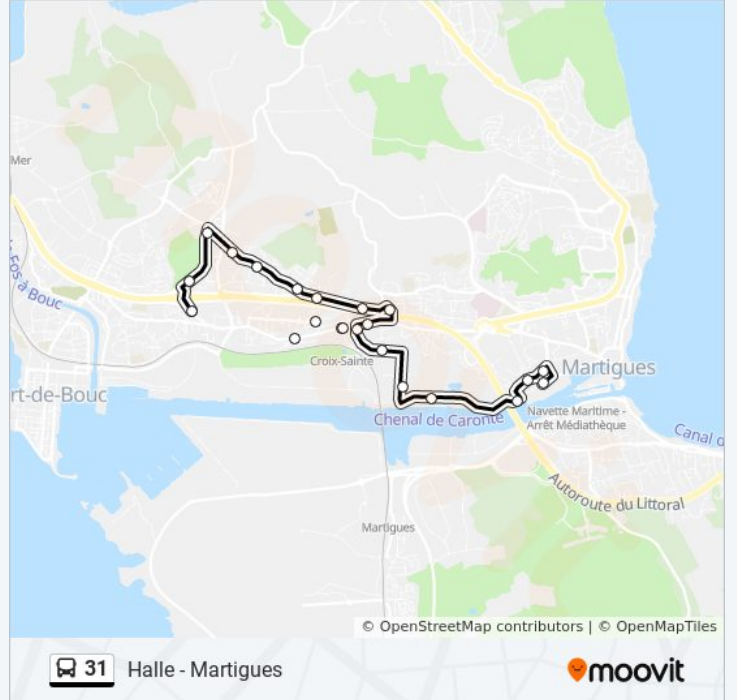 Mer
Fos à Bouc
rt-de-Bouc
Croix-Sainte
Martigues
Chenal de Caronte
Navette Maritime -
Arrêt Médiathèque
Canal d
Autoroute du Littoral
Martigues
© OpenStreetMap contributors | © OpenMapTiles
31 Halle - Martigues
moovit